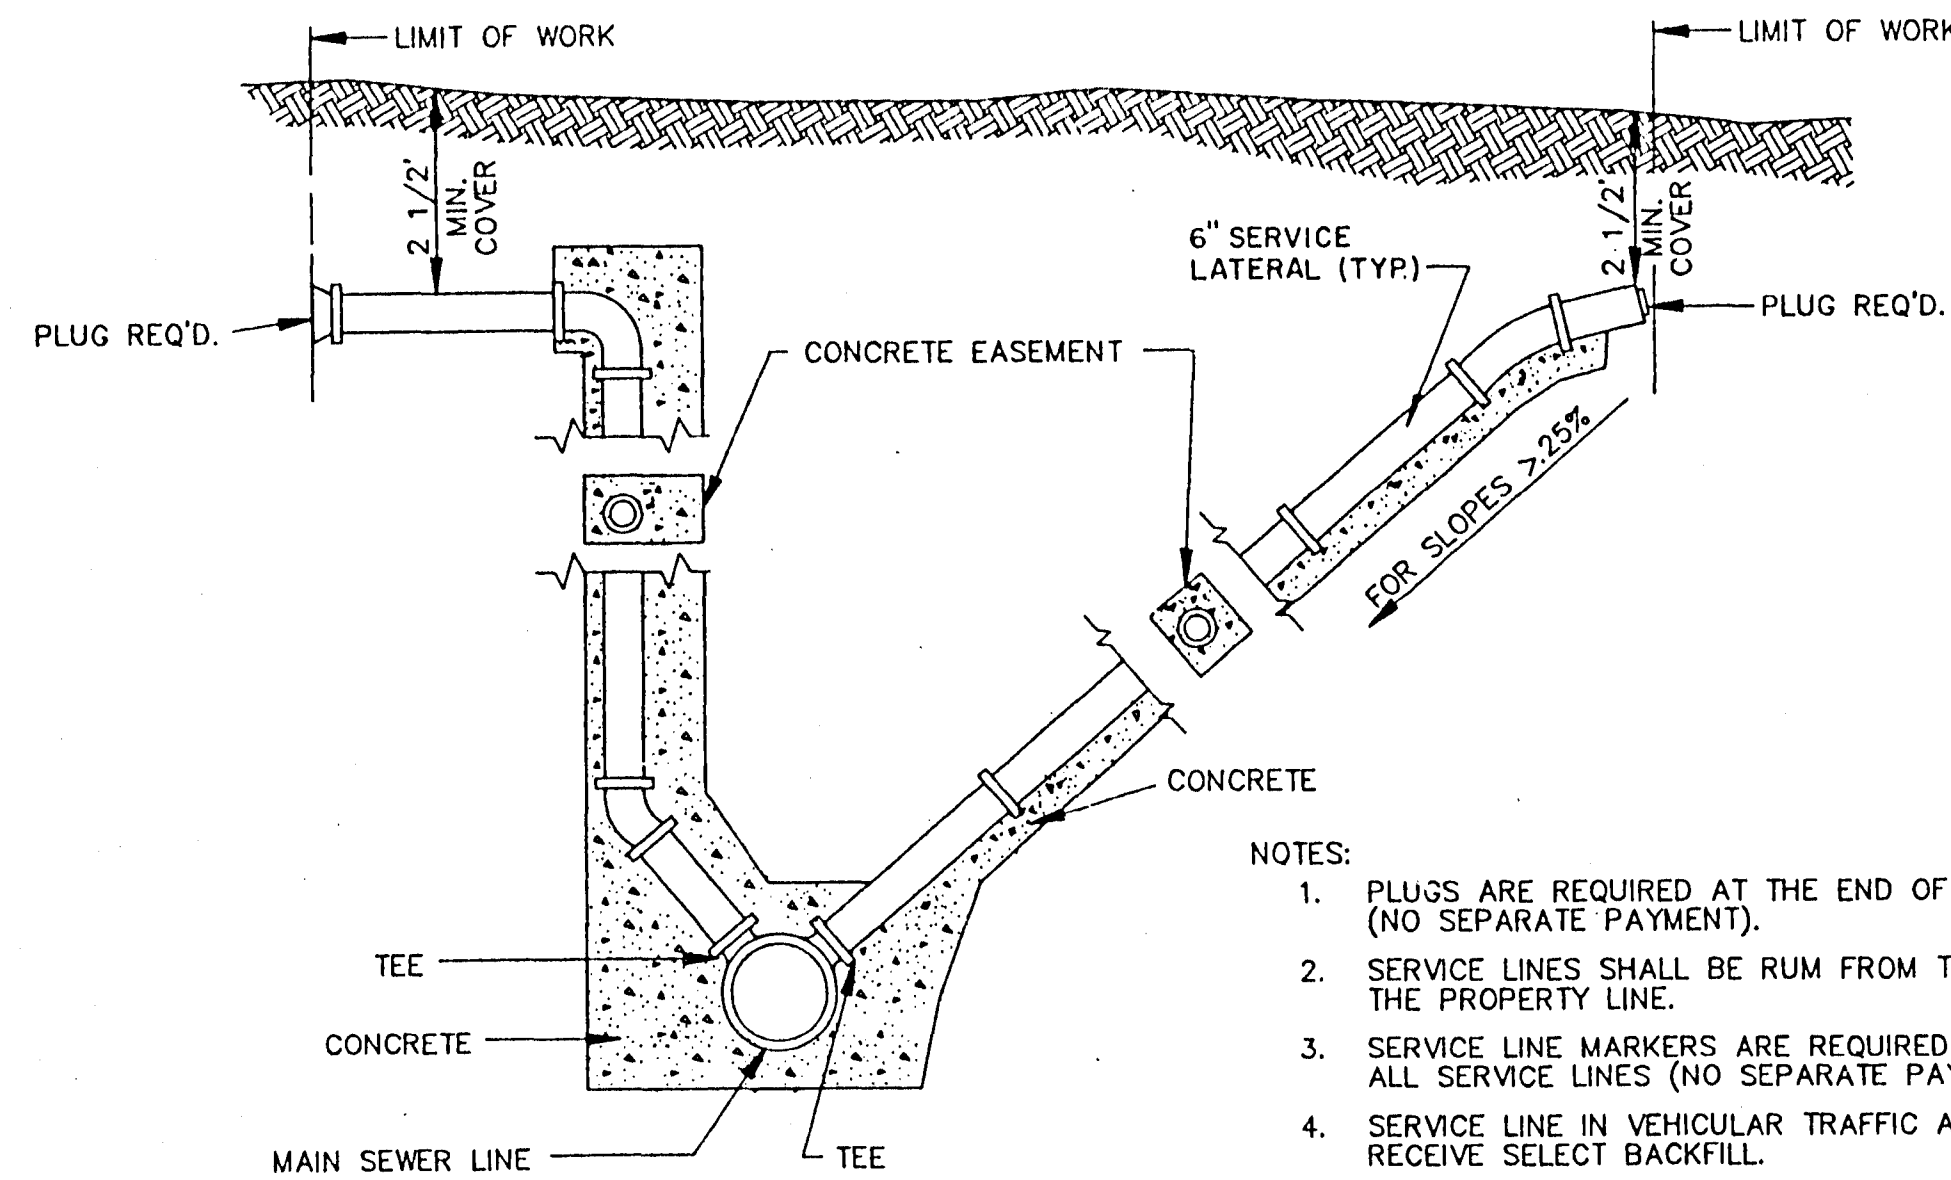 LIMIT OF WORK
LIMIT OF WORK
2 1/2'
MIN.
COVER
2 1/2'
MIN.
COVER
6" SERVICE
LATERAL (TYP.)
PLUG REQ'D.
PLUG REQ'D.
CONCRETE EASEMENT
FOR SLOPES >.25%
CONCRETE
TEE
CONCRETE
MAIN SEWER LINE
TEE
NOTES:
1. PLUGS ARE REQUIRED AT THE END OF
(NO SEPARATE PAYMENT).
2. SERVICE LINES SHALL BE RUM FROM T
THE PROPERTY LINE.
3. SERVICE LINE MARKERS ARE REQUIRED
ALL SERVICE LINES (NO SEPARATE PAY
4. SERVICE LINE IN VEHICULAR TRAFFIC A
RECEIVE SELECT BACKFILL.